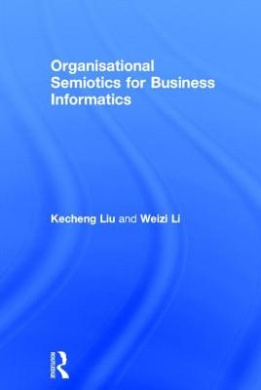 Organisational
Semiotics for Business
Informatics
Kecheng Liu and Weizi Li
ROUTLEDGE